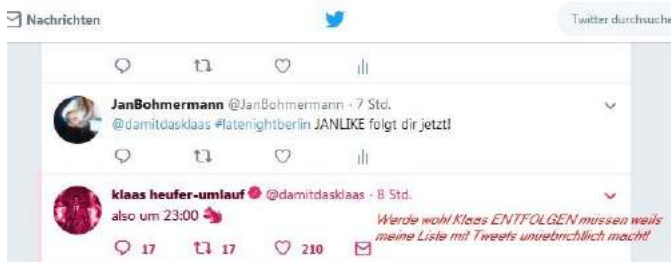 Nachrichten
Twitter durchsuche
JanBohmermann @JanBohmermann · 7 Std.
@damitdasklaas #latenightberlin JANLIKE folgt dir jetzt!
klaas heufer-umlauf @damitdasklaas · 8 Std.
also um 23:00
Werde wohl Klaas ENTFOLGEN müssen weils
meine Liste mit Tweets unuebrichtlich macht!
17 17 210